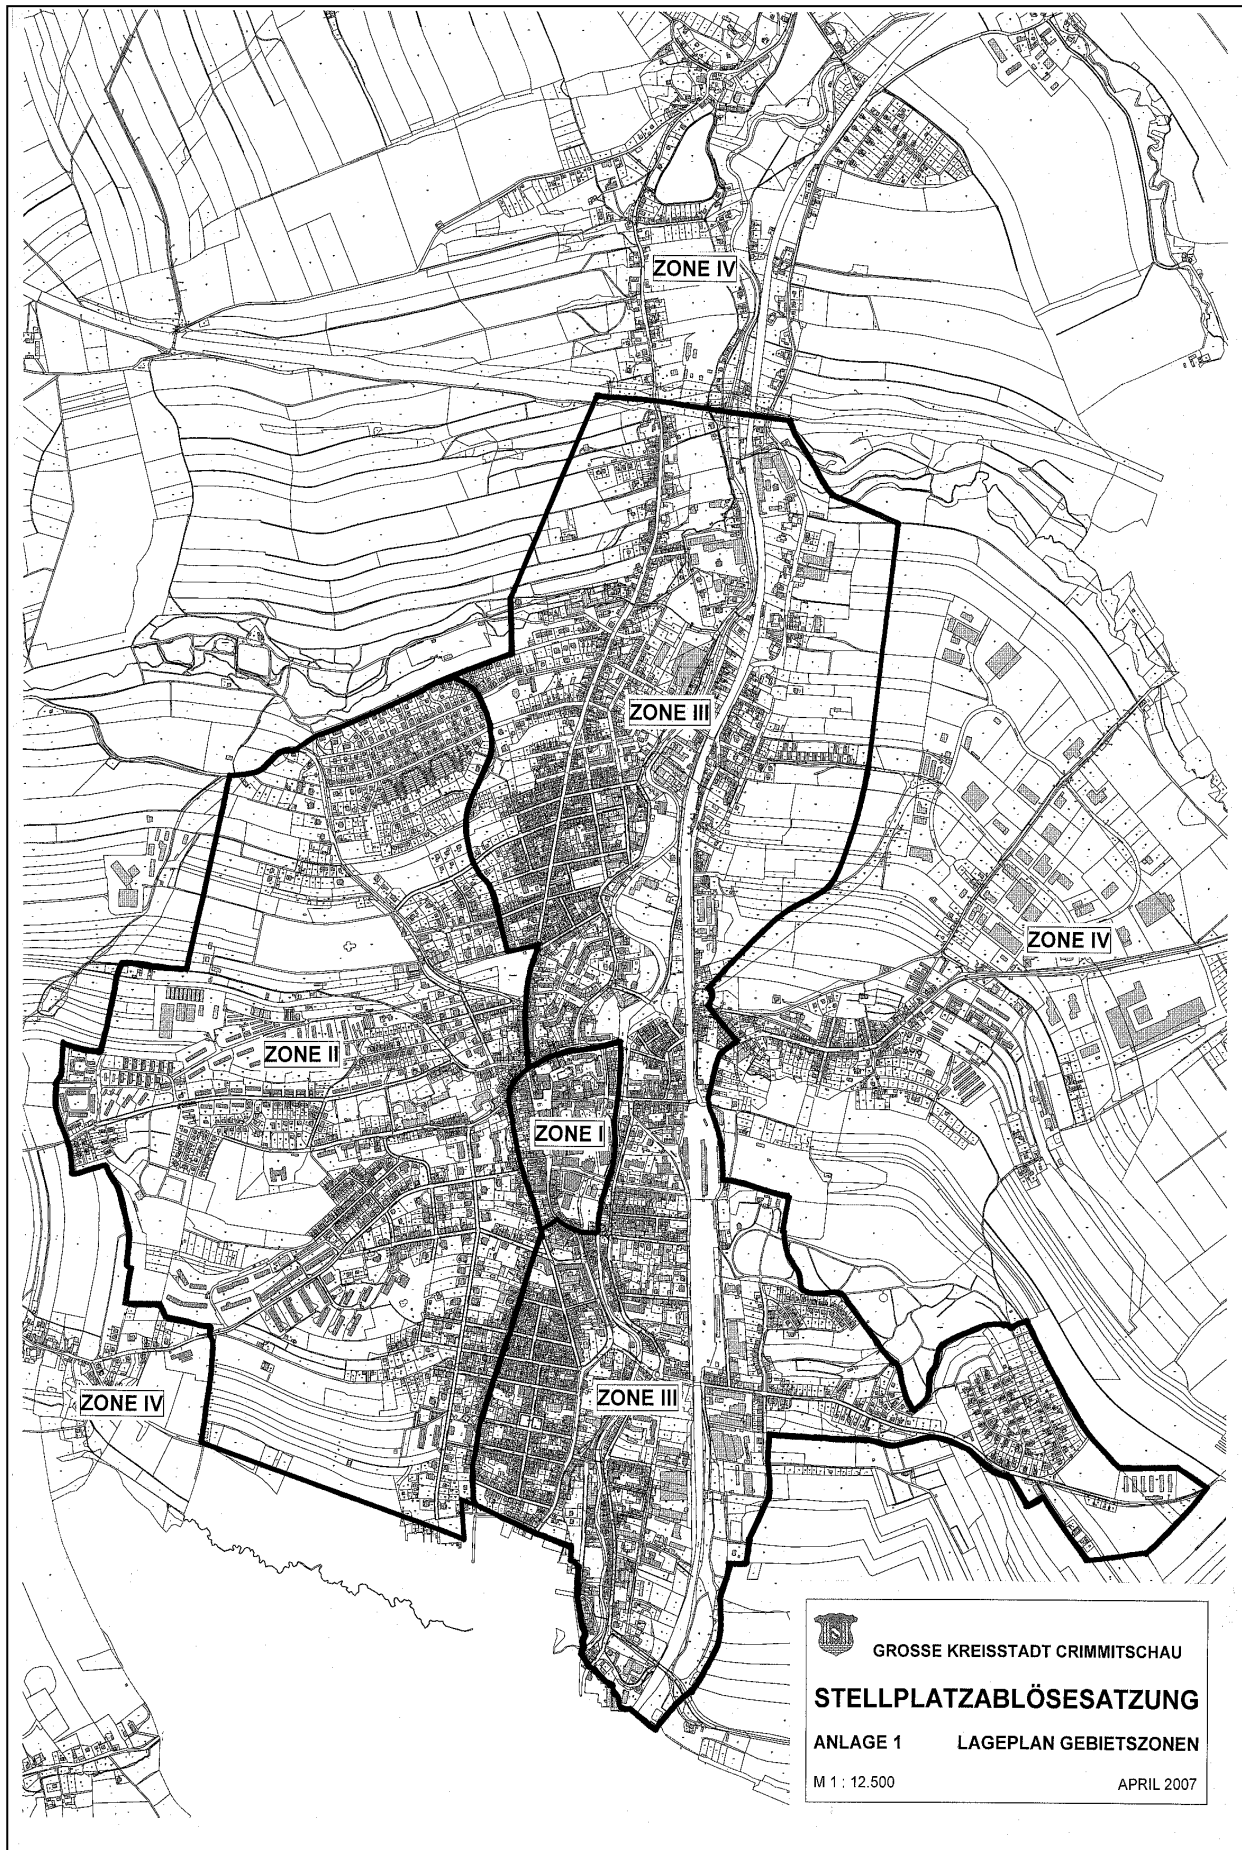 ZONE IV
ZONE III
ZONE IV
ZONE II
ZONE I
ZONE III
ZONE IV
GROSSE KREISSTADT CRIMMITSCHAU
STELLPLATZABLÖSESATZUNG
ANLAGE 1 LAGEPLAN GEBIETSZONEN
M 1 : 12.500 APRIL 2007